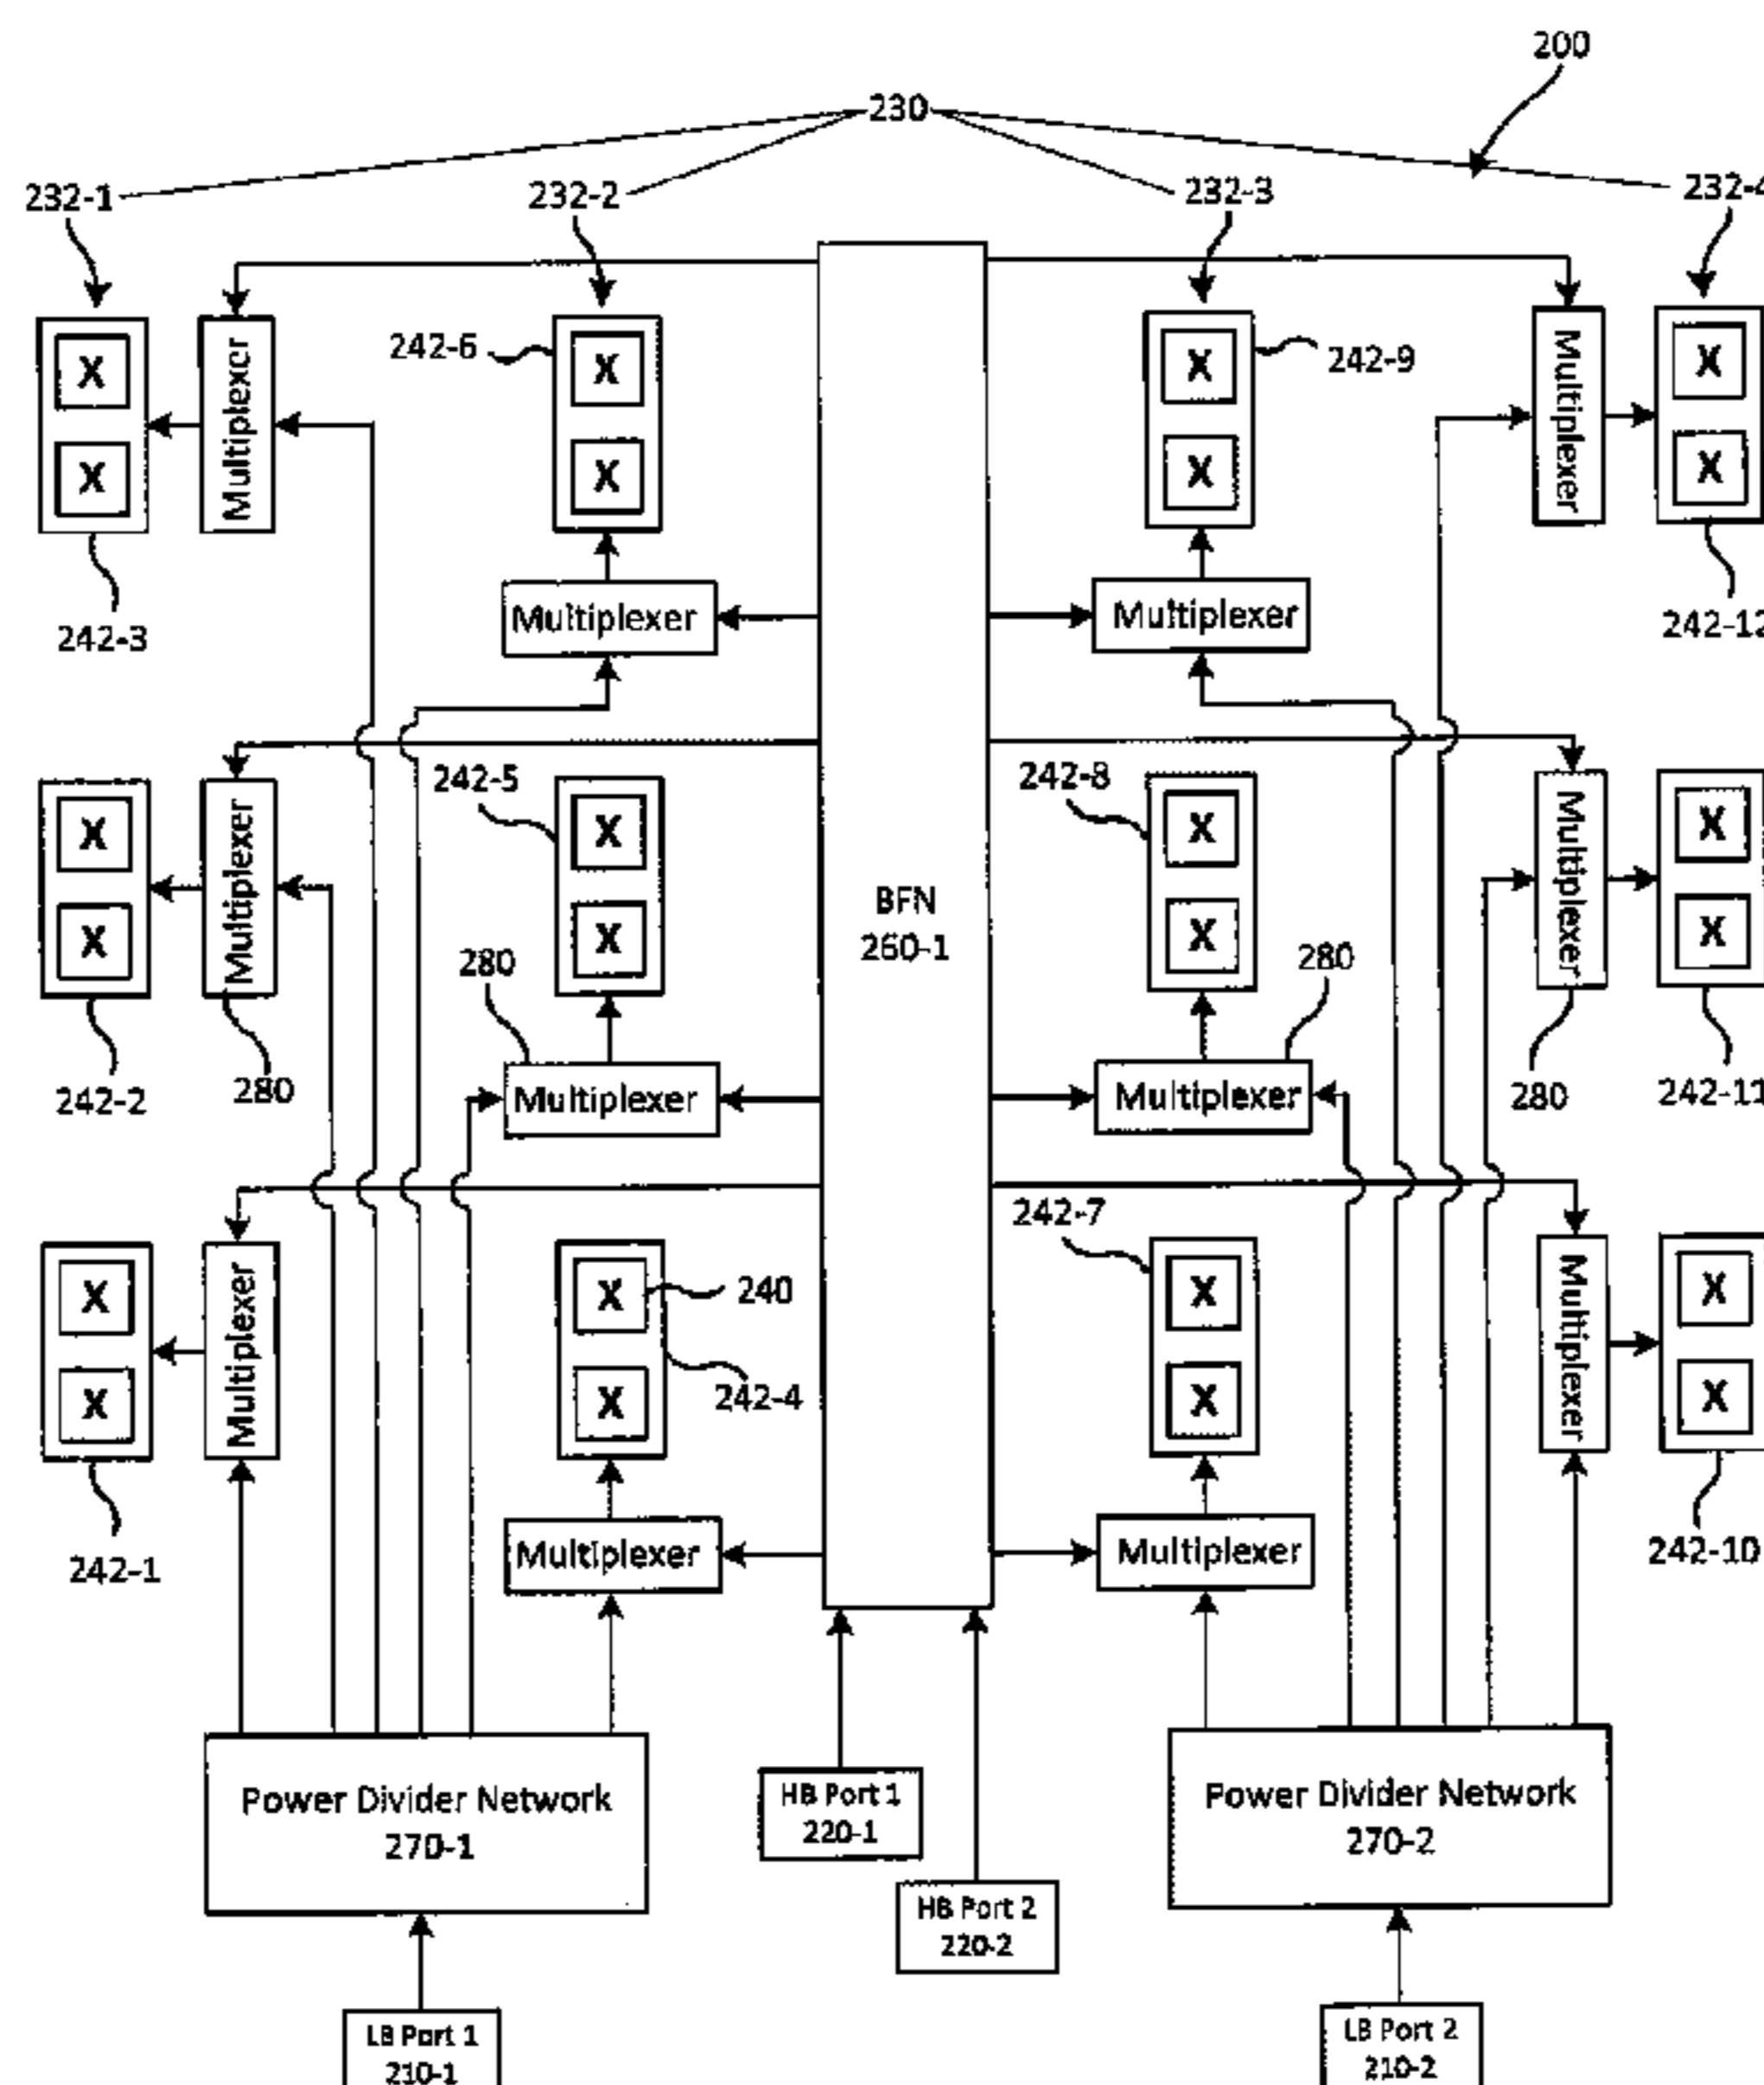 200
230
232-1
232-2
232-3
232-4
242-6
X
X
X
X
242-9
X
X
X
X
Multiplexer
Multiplexer
242-3
Multiplexer
Multiplexer
242-12
242-5
242-8
X
X
X
X
X
X
X
X
Multiplexer
Multiplexer
BFN
260-1
280
280
242-2
280
Multiplexer
Multiplexer
280
242-11
242-7
X
X
240
X
X
X
X
242-4
X
X
Multiplexer
Multiplexer
242-1
Multiplexer
Multiplexer
242-10
Power Divider Network
270-1
HB Port 1
220-1
Power Divider Network
270-2
HB Port 2
220-2
LB Port 1
210-1
LB Port 2
210-2